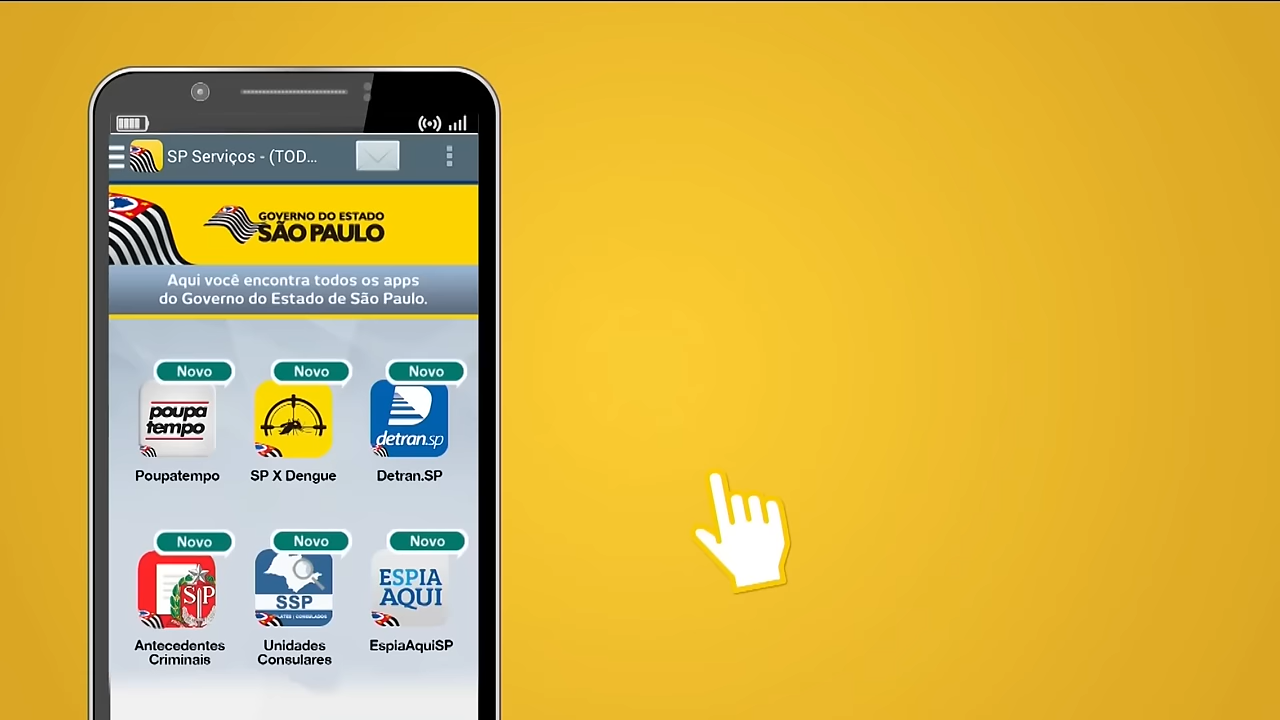 SP Serviços - (TOD...
GOVERNO DO ESTADO
SÃO PAULO
Aqui você encontra todos os apps
do Governo do Estado de São Paulo.
Novo
Novo
Novo
poupa
tempo
detran.sp
Poupatempo
SP X Dengue
Detran.SP
Novo
Novo
Novo
SP
SSP
ESPIA
AQUI
Antecedentes
Criminais
Unidades
Consulares
EspiaAquiSP